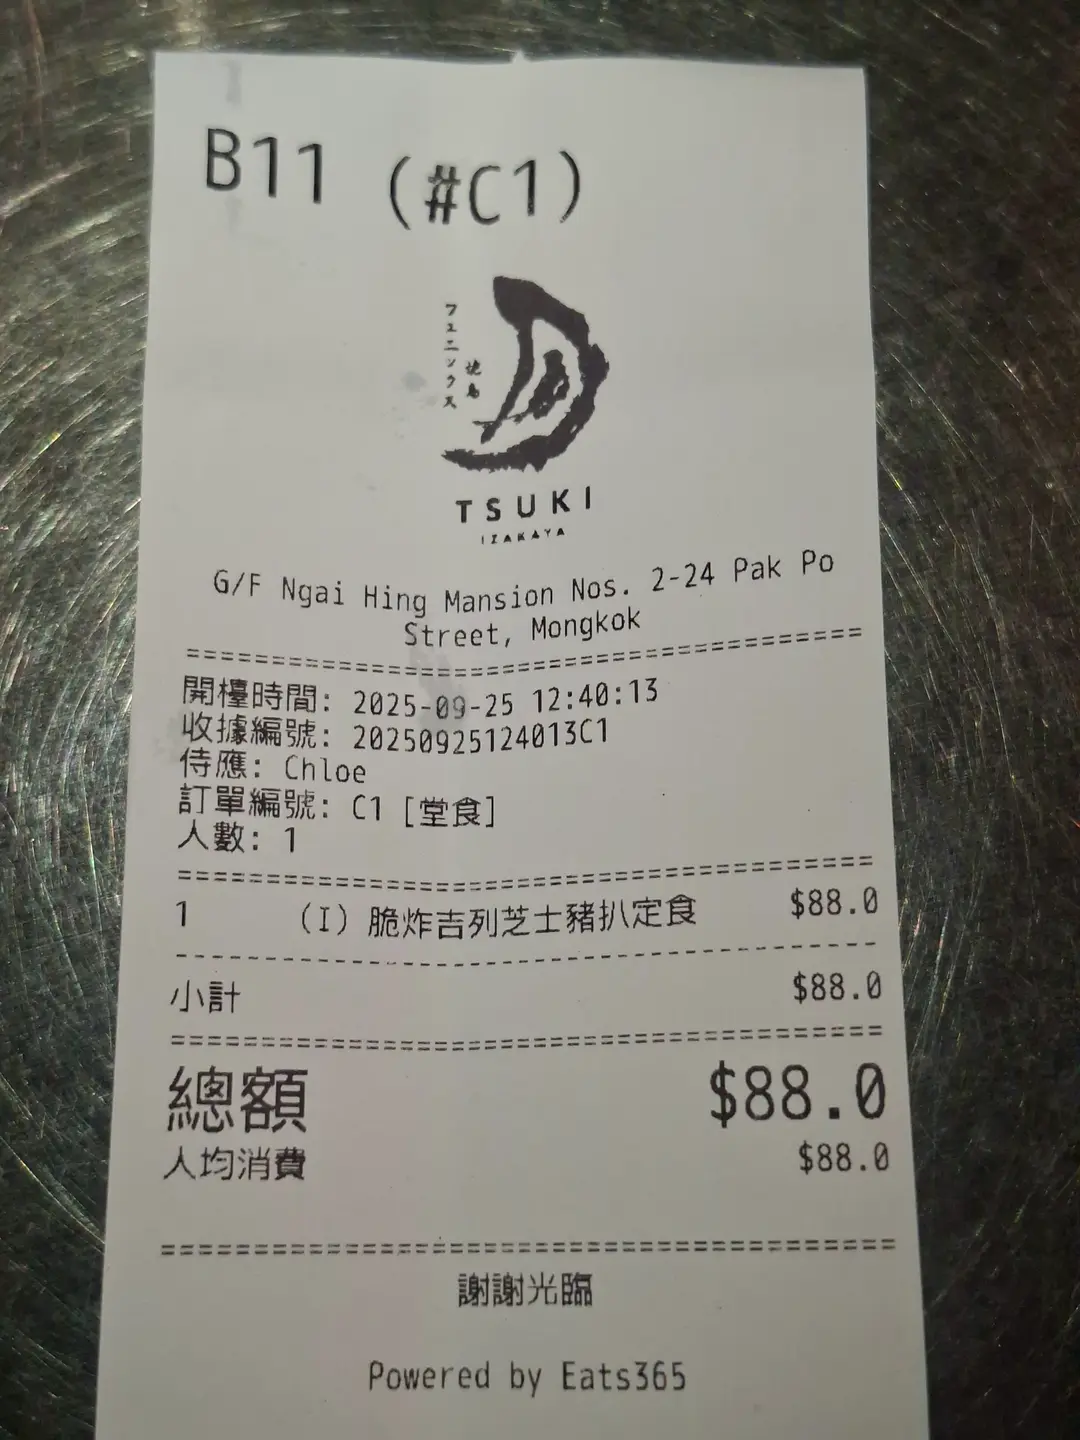 B11 (#C1)
フェニックス
焼鳥
月
TSUKI
IZAKAYA
G/F Ngai Hing Mansion Nos. 2-24 Pak Po
Street, Mongkok
開檯時間: 2025-09-25 12:40:13
收據編號: 20250925124013C1
侍應: Chloe
訂單編號: C1 [堂食]
人數: 1
1 (I) 脆炸吉列芝士豬扒定食 $88.0
小計 $88.0
總額 $88.0
人均消費 $88.0
謝謝光臨
Powered by Eats365